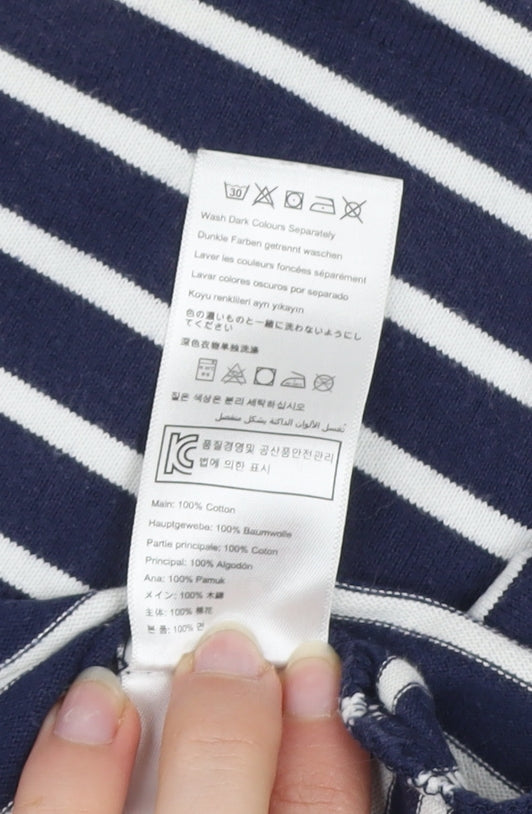 30
Wash Dark Colours Separately
Dunkle Farben getrennt waschen
Laver les couleurs foncées séparément
Lavar colores oscuros por separado
Koyu renklileri ayrı yıkayın
色の濃いものと一緒に洗わないようにし
てください
深色衣物单独洗涤
짙은 색상은 분리 세탁하십시오
تُغسل الألوان الداكنة بشكل منفصل
품질경영및 공산품안전관리
법에 의한 표시
Main: 100% Cotton
Hauptgewebe: 100% Baumwolle
Partie principale: 100% Coton
Principal: 100% Algodón
Ana: 100% Pamuk
メイン: 100% 木綿
主体: 100% 棉花
본 품: 100%